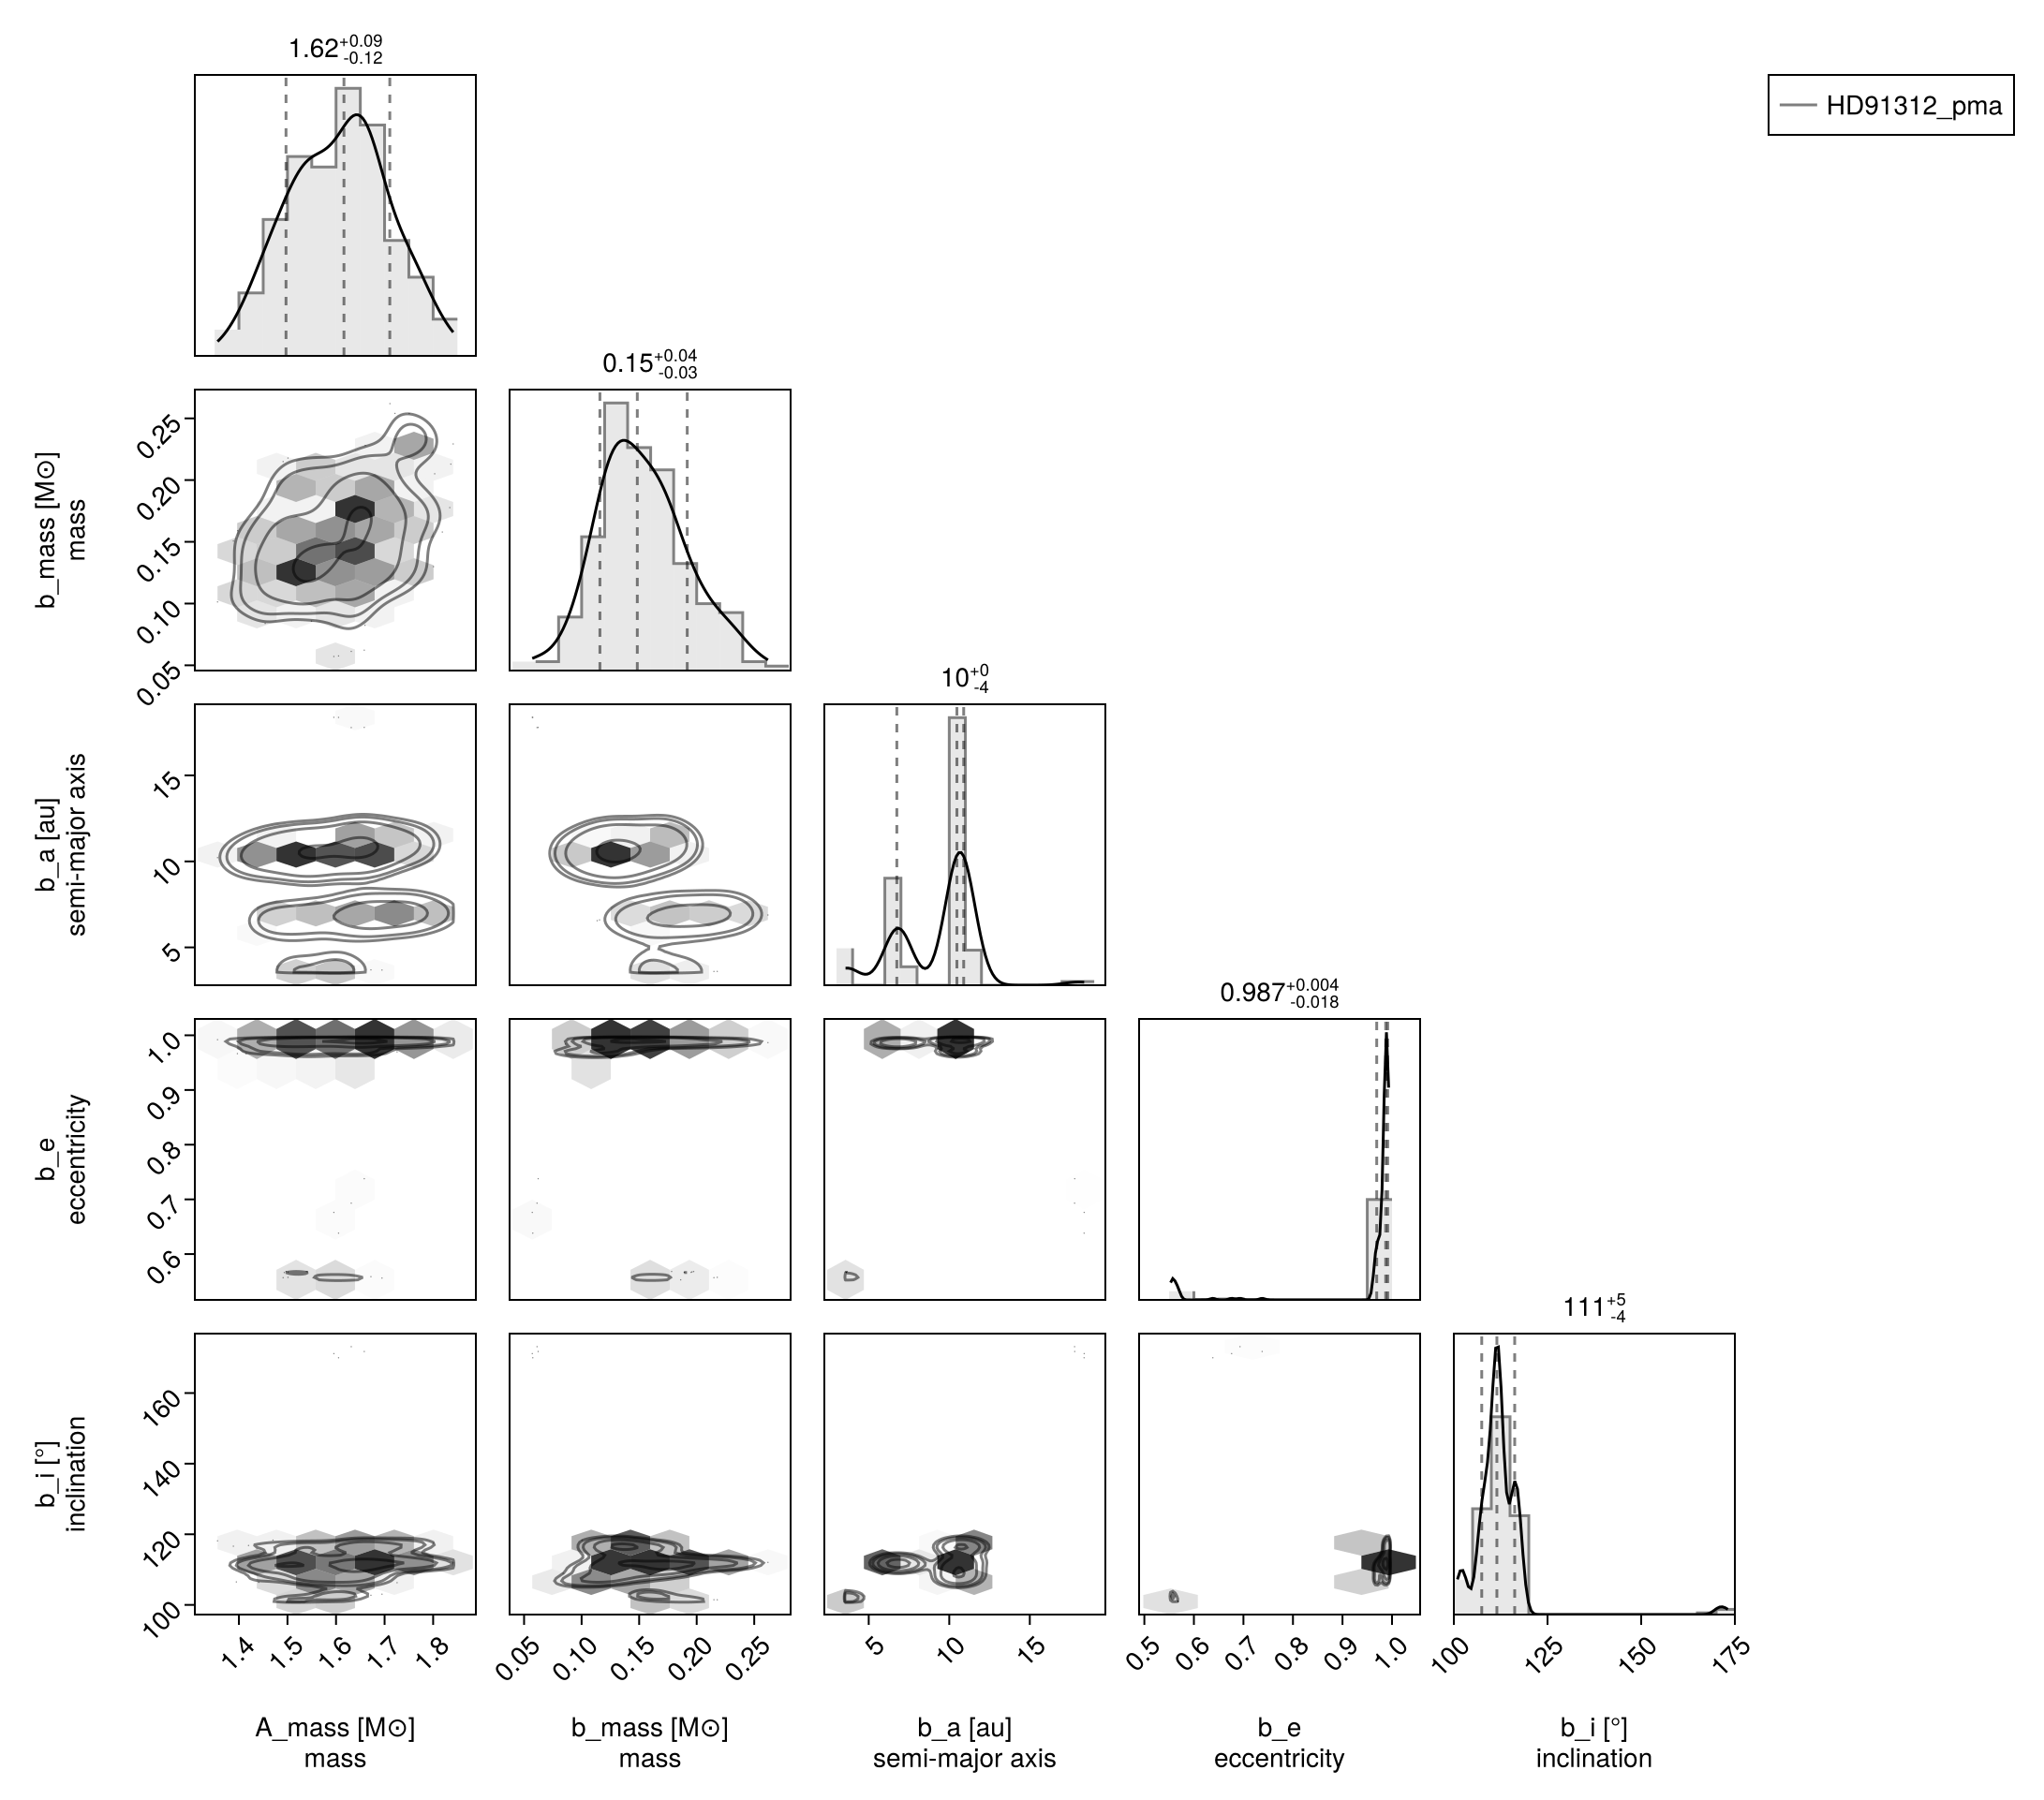 1.62+0.09-0.12
HD91312_pma
0.15+0.04-0.03
b_mass [M⊙]
mass
0.25
0.20
0.15
0.10
0.05
10+0-4
b_a [au]
semi-major axis
15
10
5
0.987+0.004-0.018
b_e
eccentricity
1.0
0.9
0.8
0.7
0.6
111+5-4
b_i [°]
inclination
160
140
120
100
1.4 1.5 1.6 1.7 1.8 0.05 0.10 0.15 0.20 0.25 5 10 15 0.5 0.6 0.7 0.8 0.9 1.0 100 125 150 175
A_mass [M⊙] b_mass [M⊙] b_a [au] b_e b_i [°]
mass mass semi-major axis eccentricity inclination